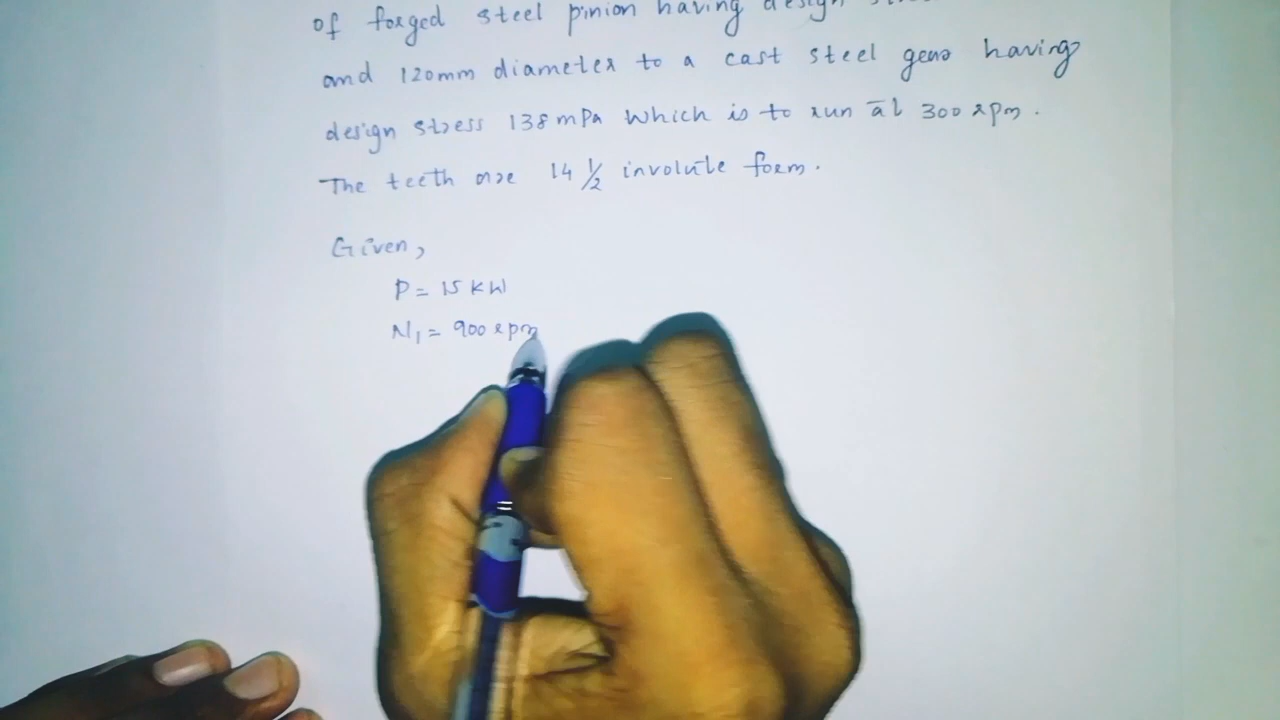 of forged steel pinion having design
and 120mm diameter to a cast steel gear having
design stress 138 mPa which is to run at 300 rpm.
The teeth are 14 1/2 involute form.
Given,
P = 15 KW
N1 = 900 rpm